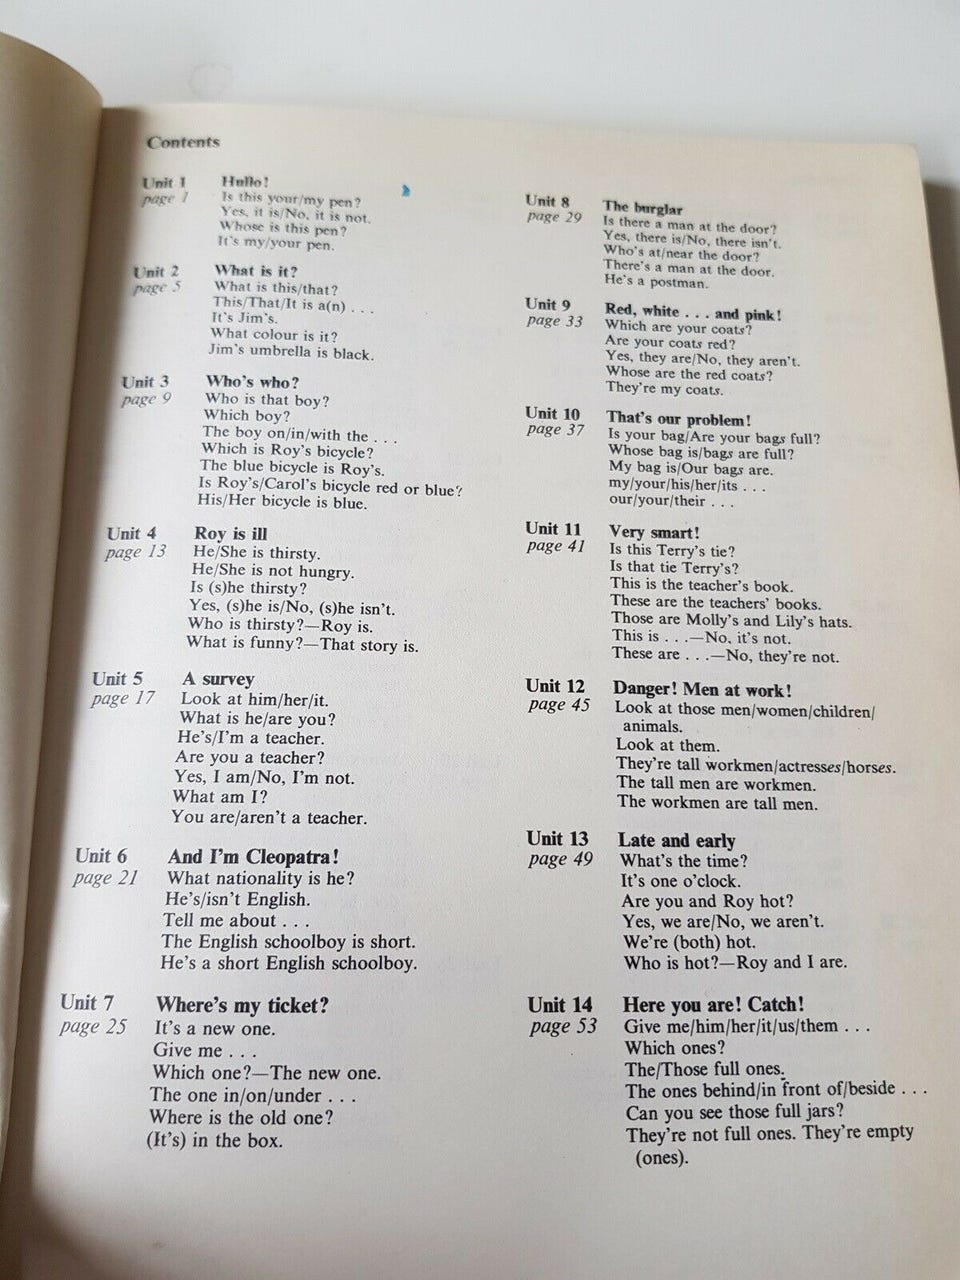 Contents
Unit 1 Hullo!
page 1 Is this your/my pen?
Yes, it is/No, it is not.
Whose is this pen?
It's my/your pen.
Unit 2 What is it?
page 5 What is this/that?
This/That/It is a(n) . . .
It's Jim's.
What colour is it?
Jim's umbrella is black.
Unit 3 Who's who?
page 9 Who is that boy?
Which boy?
The boy on/in/with the . . .
Which is Roy's bicycle?
The blue bicycle is Roy's.
Is Roy's/Carol's bicycle red or blue?
His/Her bicycle is blue.
Unit 4 Roy is ill
page 13 He/She is thirsty.
He/She is not hungry.
Is (s)he thirsty?
Yes, (s)he is/No, (s)he isn't.
Who is thirsty?—Roy is.
What is funny?—That story is.
Unit 5 A survey
page 17 Look at him/her/it.
What is he/are you?
He's/I'm a teacher.
Are you a teacher?
Yes, I am/No, I'm not.
What am I?
You are/aren't a teacher.
Unit 6 And I'm Cleopatra!
page 21 What nationality is he?
He's/isn't English.
Tell me about . . .
The English schoolboy is short.
He's a short English schoolboy.
Unit 7 Where's my ticket?
page 25 It's a new one.
Give me . . .
Which one?—The new one.
The one in/on/under . . .
Where is the old one?
(It's) in the box.
Unit 8 The burglar
page 29 Is there a man at the door?
Yes, there is/No, there isn't.
Who's at/near the door?
There's a man at the door.
He's a postman.
Unit 9 Red, white . . . and pink!
page 33 Which are your coats?
Are your coats red?
Yes, they are/No, they aren't.
Whose are the red coats?
They're my coats.
Unit 10 That's our problem!
page 37 Is your bag/Are your bags full?
Whose bag is/bags are full?
My bag is/Our bags are.
my/your/his/her/its . . .
our/your/their . . .
Unit 11 Very smart!
page 41 Is this Terry's tie?
Is that tie Terry's?
This is the teacher's book.
These are the teachers' books.
Those are Molly's and Lily's hats.
This is . . .—No, it's not.
These are . . .—No, they're not.
Unit 12 Danger! Men at work!
page 45 Look at those men/women/children/
animals.
Look at them.
They're tall workmen/actresses/horses.
The tall men are workmen.
The workmen are tall men.
Unit 13 Late and early
page 49 What's the time?
It's one o'clock.
Are you and Roy hot?
Yes, we are/No, we aren't.
We're (both) hot.
Who is hot?—Roy and I are.
Unit 14 Here you are! Catch!
page 53 Give me/him/her/it/us/them . . .
Which ones?
The/Those full ones.
The ones behind/in front of/beside . . .
Can you see those full jars?
They're not full ones. They're empty
(ones).